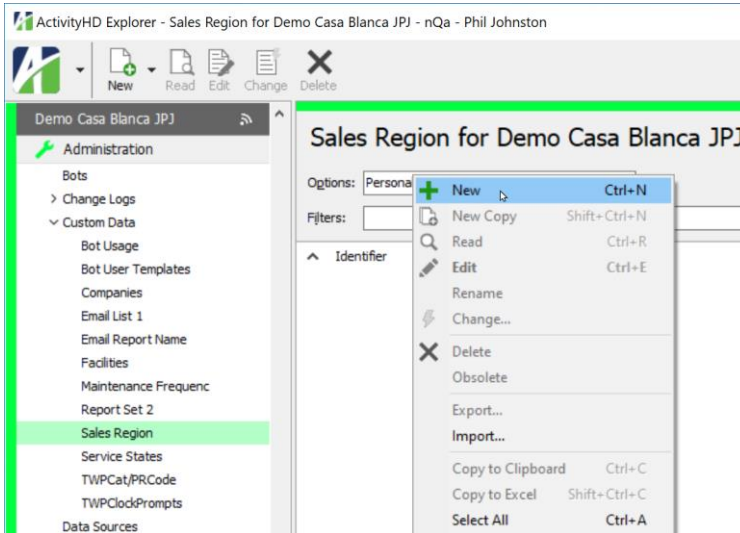 ActivityHD Explorer - Sales Region for Demo Casa Blanca JPJ - nQa - Phil Johnston
New Read Edit Change Delete
Demo Casa Blanca JPJ
Administration
Bots
Change Logs
Custom Data
Bot Usage
Bot User Templates
Companies
Email List 1
Email Report Name
Facilities
Maintenance Frequenc
Report Set 2
Sales Region
Service States
TWPCat/PRCode
TWPClockPrompts
Data Sources
Sales Region for Demo Casa Blanca JPJ
Options: Persona
Filters:
Identifier
New Ctrl+N
New Copy Shift+Ctrl+N
Read Ctrl+R
Edit Ctrl+E
Rename
Change...
Delete
Obsolete
Export...
Import...
Copy to Clipboard Ctrl+C
Copy to Excel Shift+Ctrl+C
Select All Ctrl+A